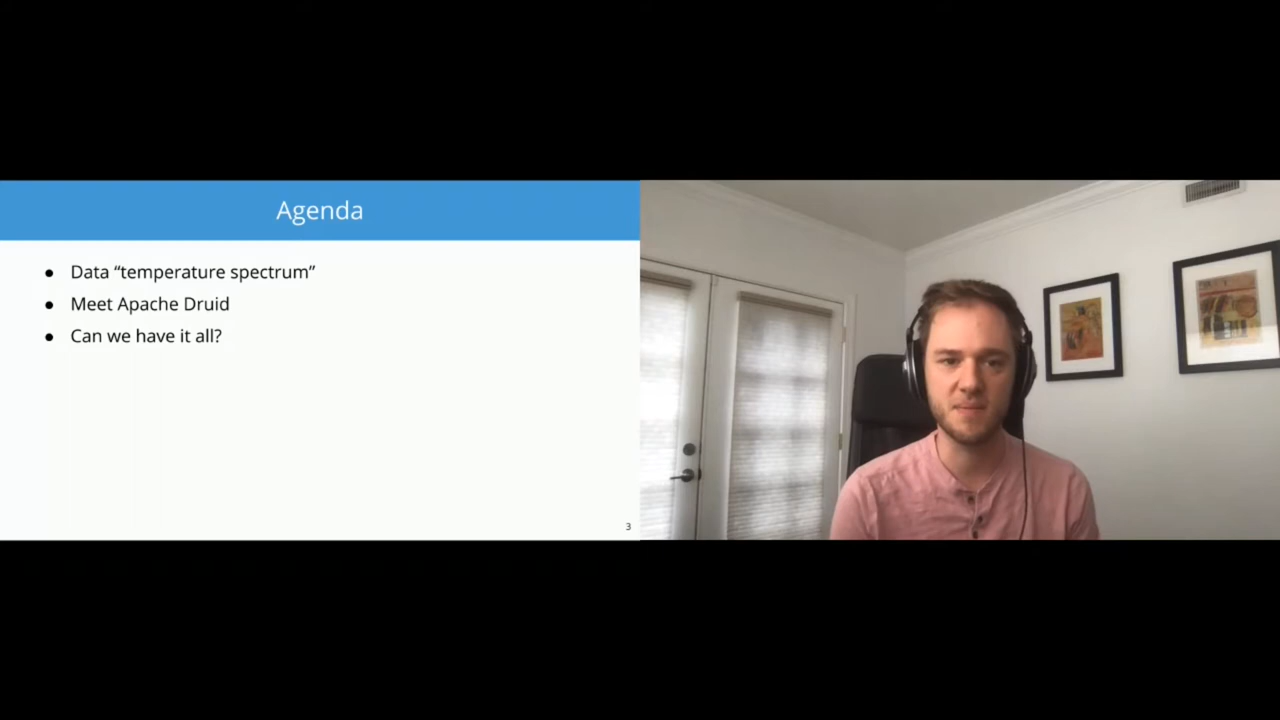 Agenda
● Data “temperature spectrum”
● Meet Apache Druid
● Can we have it all?
3